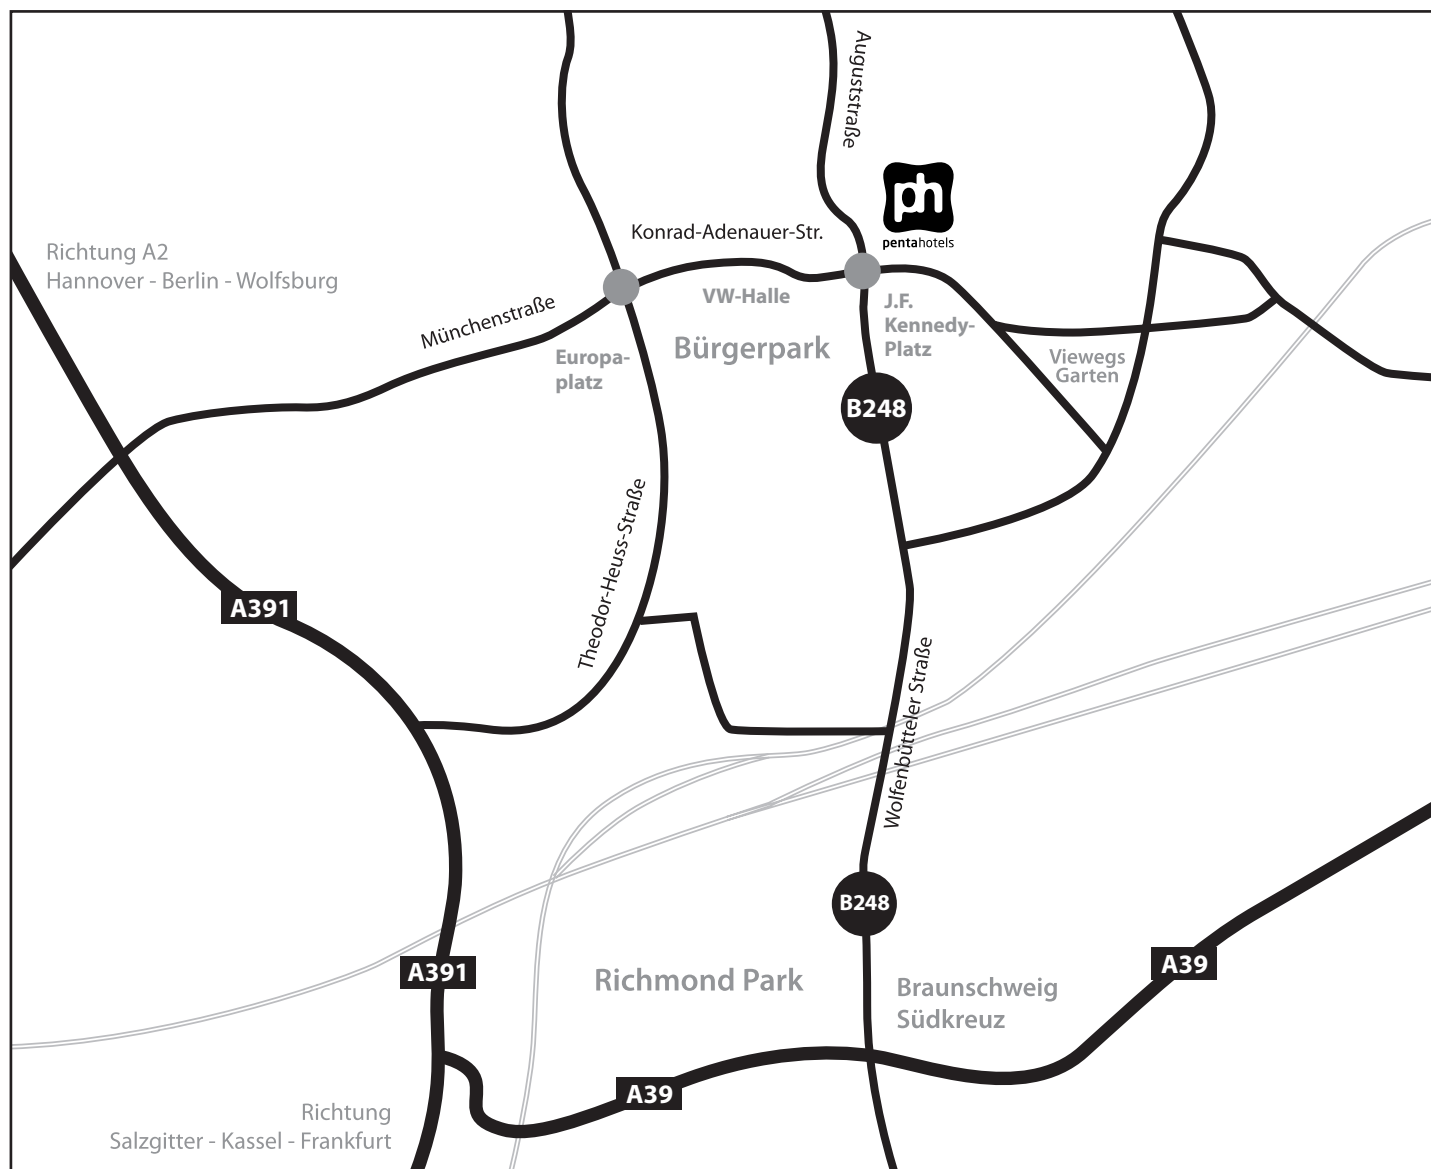 Auguststraße
ph
pentahotels
Konrad-Adenauer-Str.
Richtung A2
Hannover - Berlin - Wolfsburg
VW-Halle
J.F.
Kennedy-
Platz
Münchenstraße
Bürgerpark
Europa-
platz
Viewegs
Garten
B248
Theodor-Heuss-Straße
A391
Wolfenbütteler Straße
B248
A391
Richmond Park
A39
Braunschweig
Südkreuz
A39
Richtung
Salzgitter - Kassel - Frankfurt